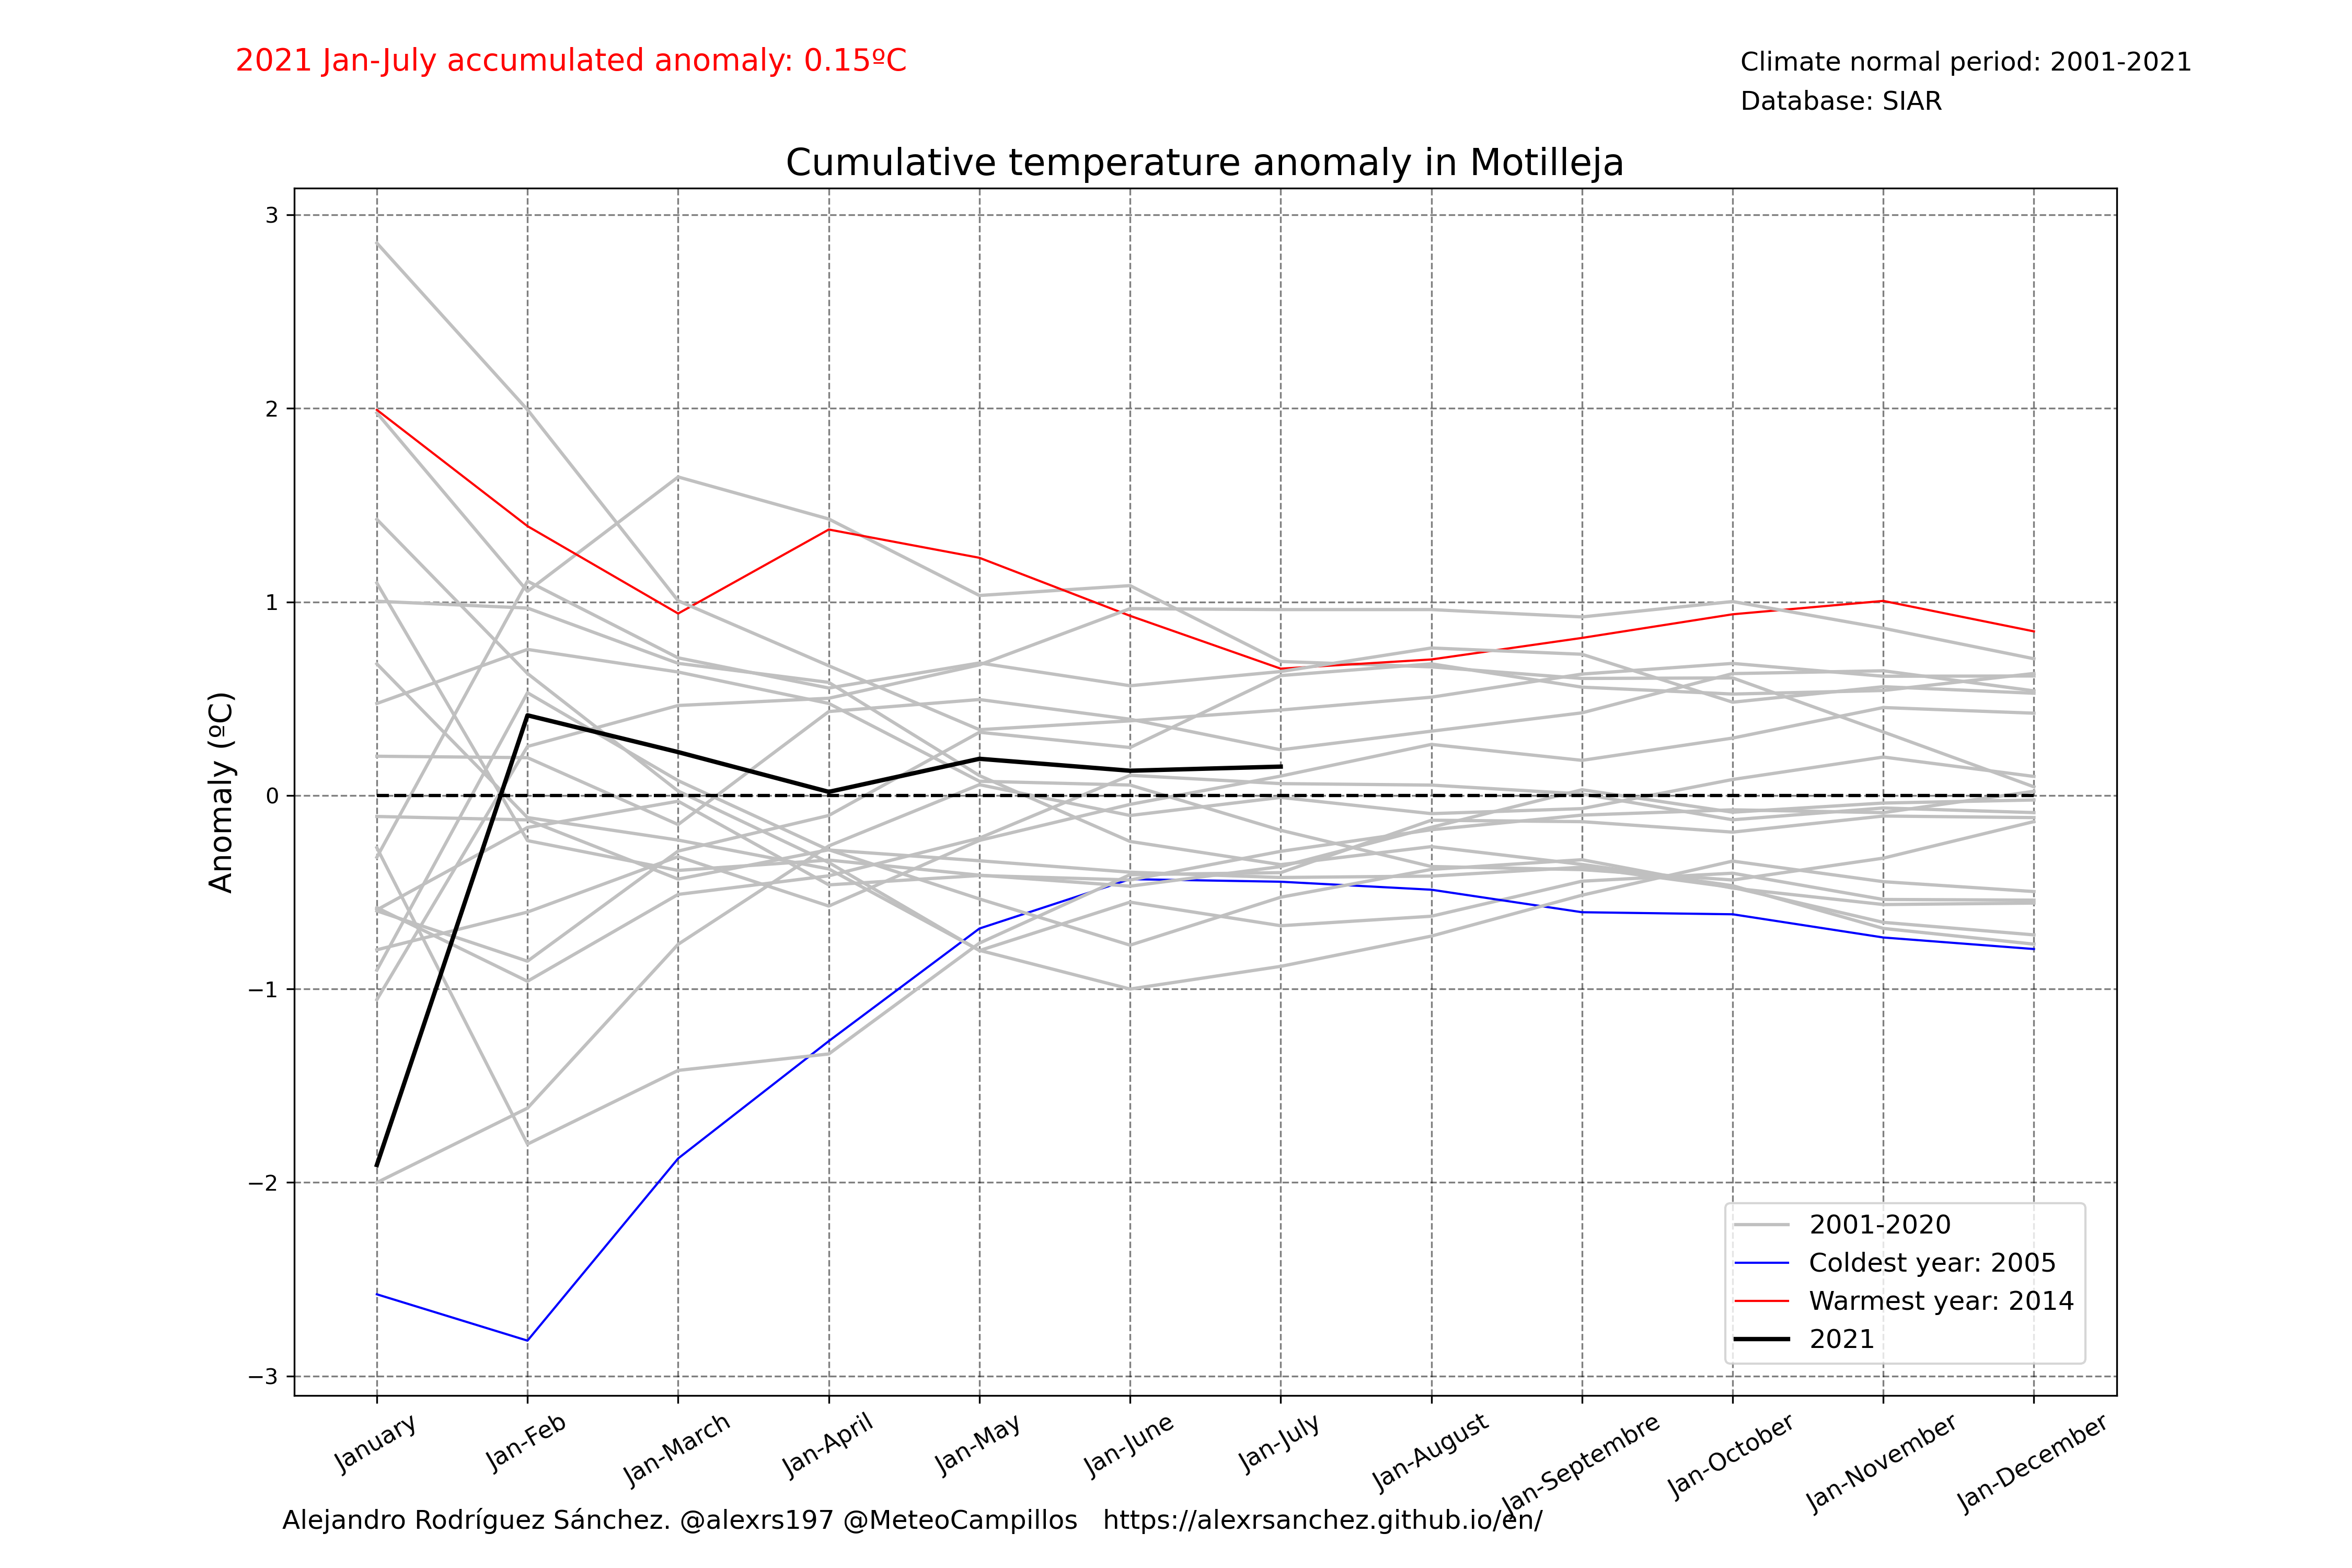 2021 Jan-July accumulated anomaly: 0.15ºC
Climate normal period: 2001-2021
Database: SIAR
Cumulative temperature anomaly in Motilleja
Anomaly (ºC)
3
2
1
0
−1
−2
−3
2001-2020
Coldest year: 2005
Warmest year: 2014
2021
January
Jan-Feb
Jan-March
Jan-April
Jan-May
Jan-June
Jan-July
Jan-August
Jan-Septembre
Jan-October
Jan-November
Jan-December
Alejandro Rodríguez Sánchez. @alexrs197 @MeteoCampillos   https://alexrsanchez.github.io/en/